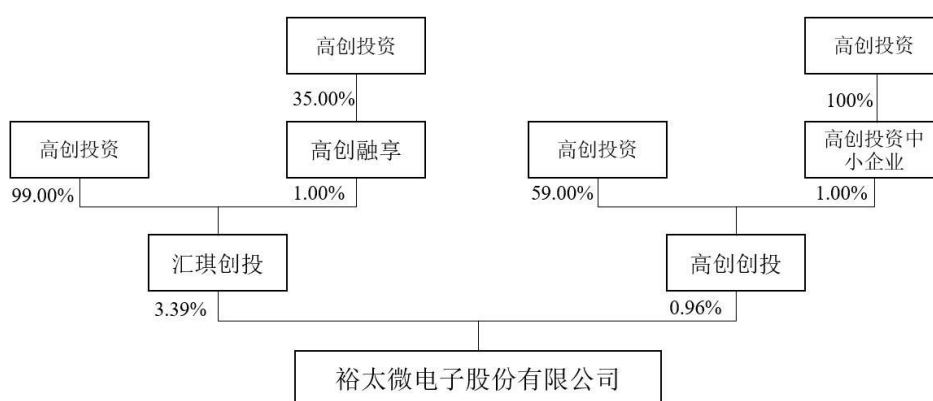 高创投资
高创投资
35.00%
100%
高创投资
高创融享
高创投资
高创投资中
小企业
99.00%
1.00%
59.00%
1.00%
汇琪创投
高创创投
3.39%
0.96%
裕太微电子股份有限公司